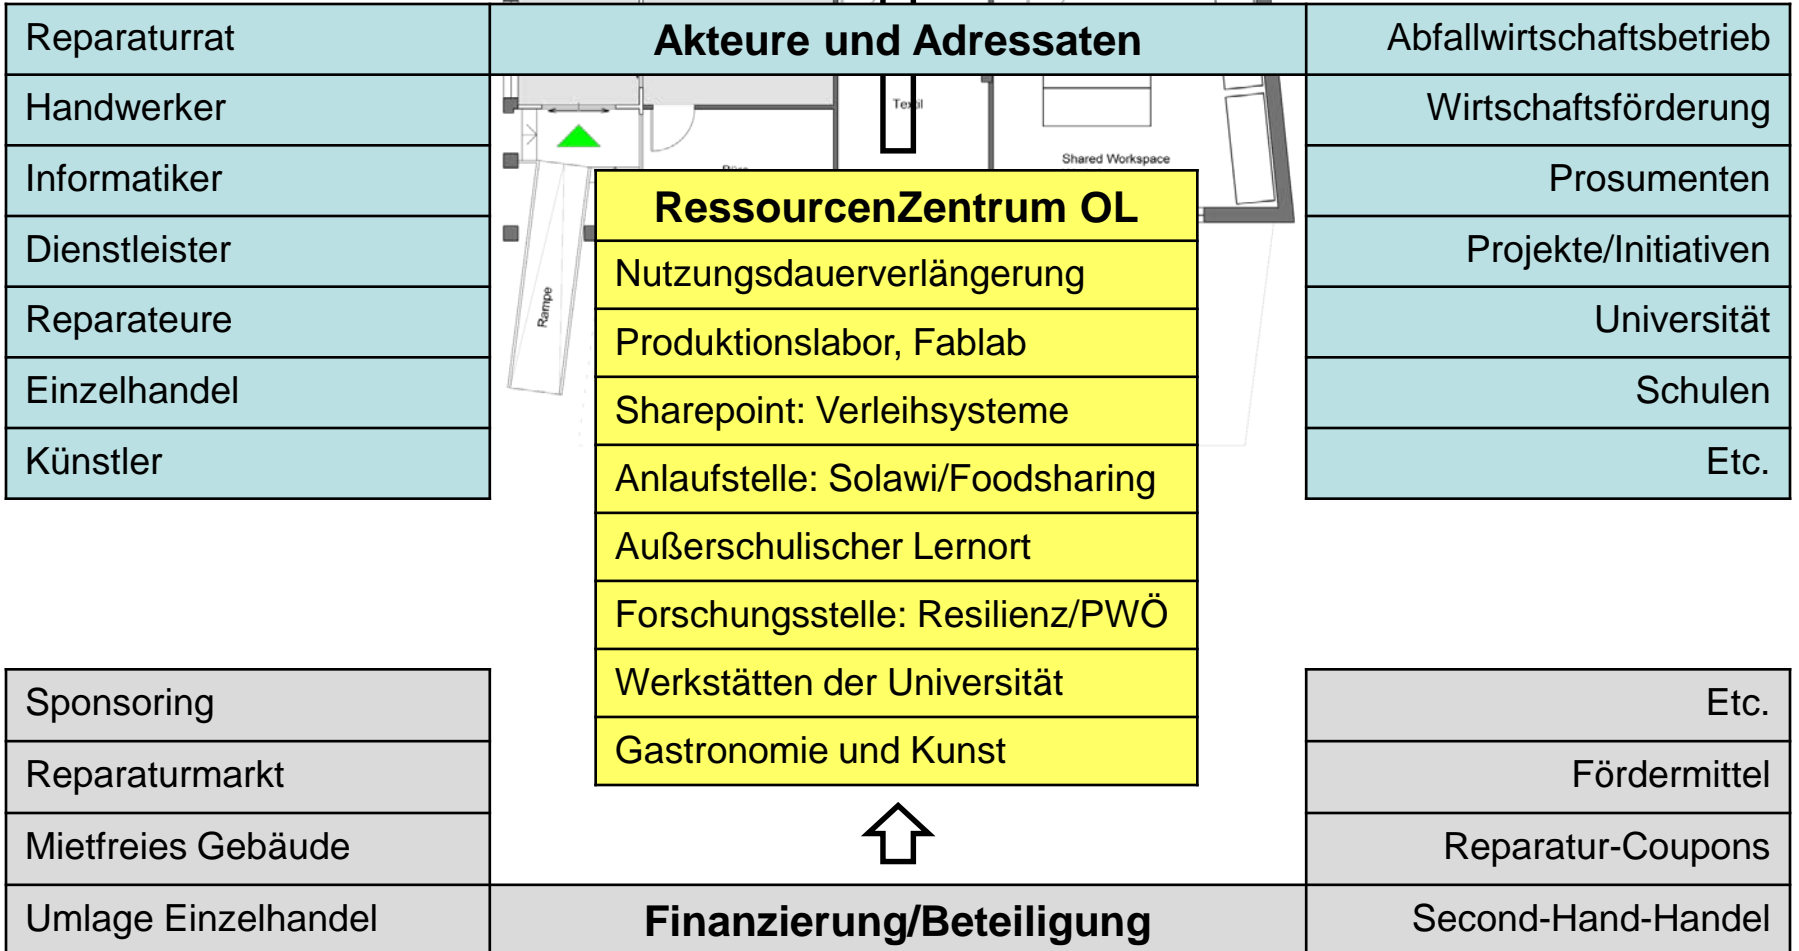 Reparaturrat
Akteure und Adressaten
Abfallwirtschaftsbetrieb
Handwerker
Wirtschaftsförderung
Informatiker
Prosumenten
Dienstleister
Projekte/Initiativen
Reparateure
Universität
Einzelhandel
Schulen
Künstler
Etc.
Shared Workspace
Rampe
RessourcenZentrum OL
Nutzungsdauerverlängerung
Produktionslabor, Fablab
Sharepoint: Verleihsysteme
Anlaufstelle: Solawi/Foodsharing
Außerschulischer Lernort
Forschungsstelle: Resilienz/PWÖ
Werkstätten der Universität
Gastronomie und Kunst
Sponsoring
Etc.
Reparaturmarkt
Fördermittel
Mietfreies Gebäude
Reparatur-Coupons
Umlage Einzelhandel
Finanzierung/Beteiligung
Second-Hand-Handel